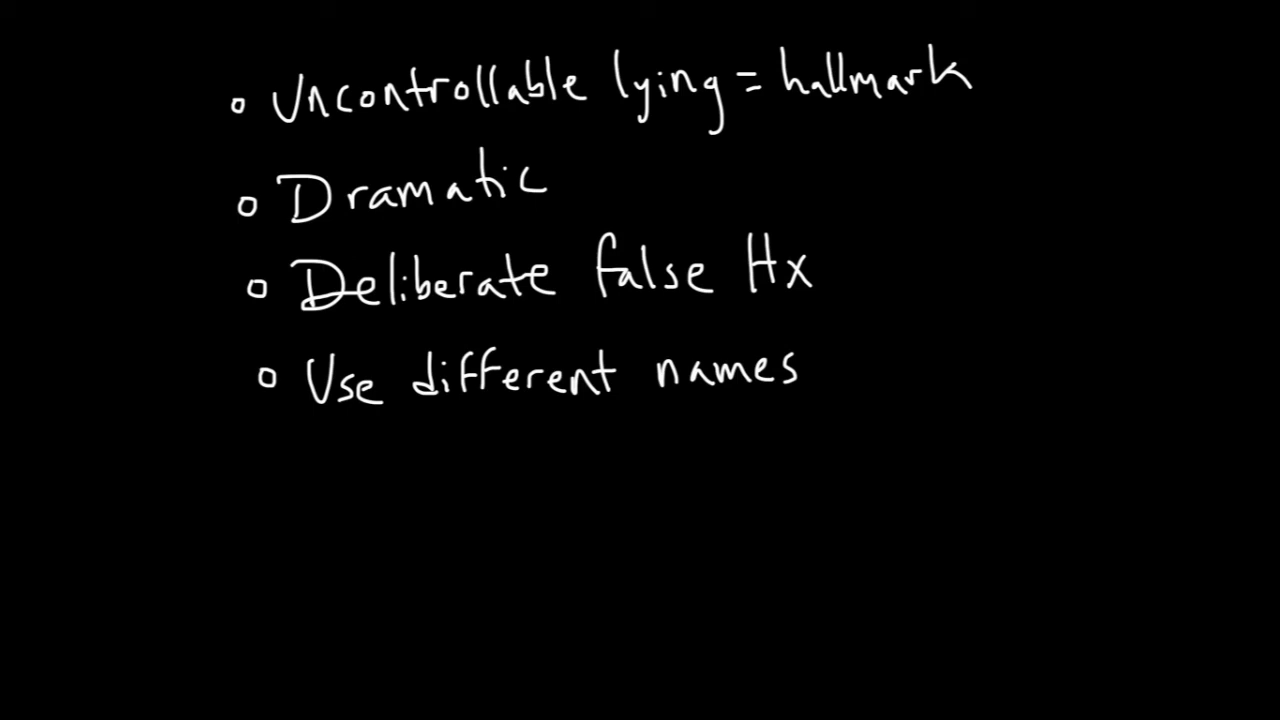 o Uncontrollable lying = hallmark
o Dramatic
o Deliberate false Hx
o Use different names